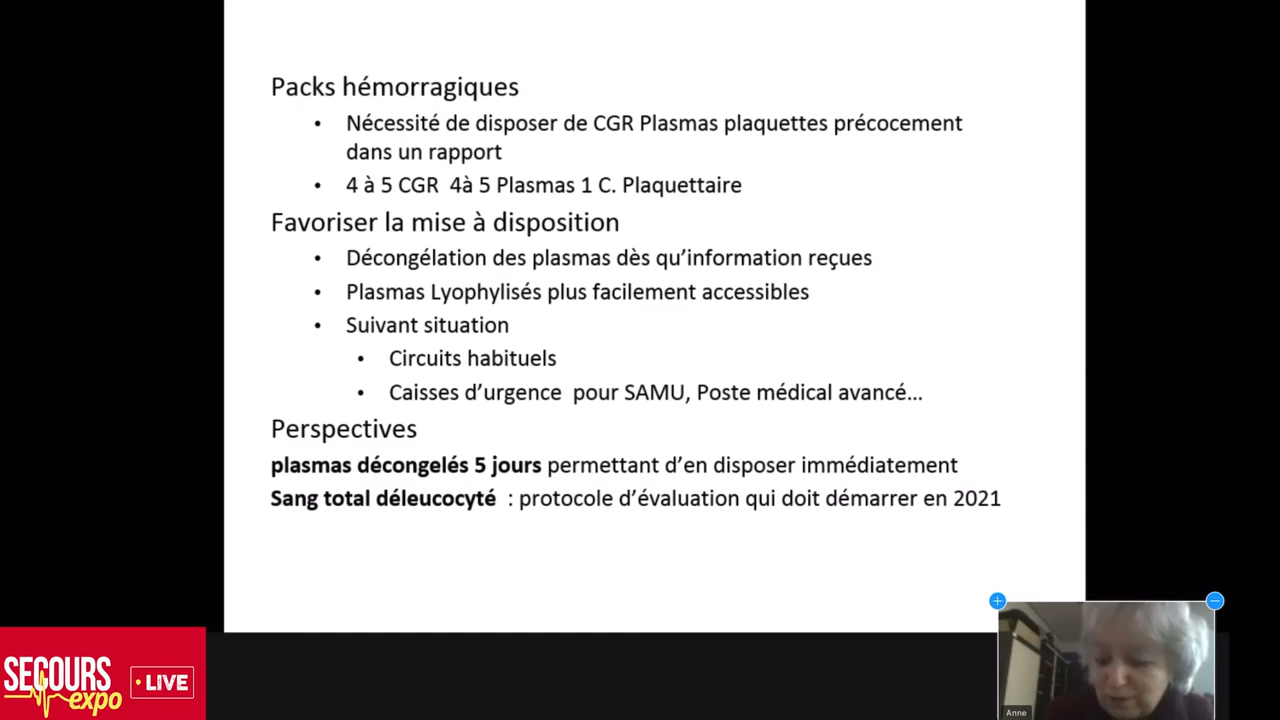 Packs hémorragiques
• Nécessité de disposer de CGR Plasmas plaquettes précocement
dans un rapport
• 4 à 5 CGR  4à 5 Plasmas 1 C. Plaquettaire
Favoriser la mise à disposition
• Décongélation des plasmas dès qu’information reçues
• Plasmas Lyophylisés plus facilement accessibles
• Suivant situation
• Circuits habituels
• Caisses d’urgence  pour SAMU, Poste médical avancé…
Perspectives
plasmas décongelés 5 jours permettant d’en disposer immédiatement
Sang total déleucocyté  : protocole d’évaluation qui doit démarrer en 2021
SECOURS
expo
• LIVE
Anne